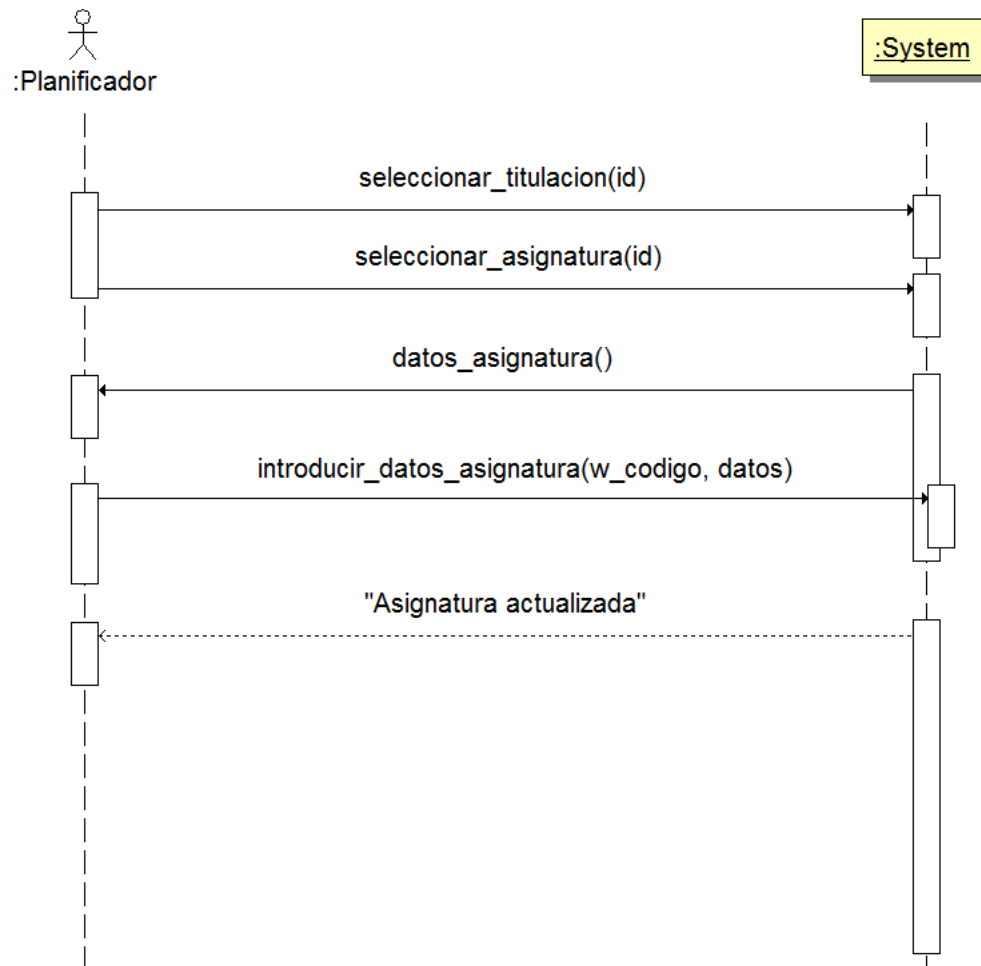 :Planificador
:System
seleccionar_titulacion(id)
seleccionar_asignatura(id)
datos_asignatura()
introducir_datos_asignatura(w_codigo, datos)
"Asignatura actualizada"